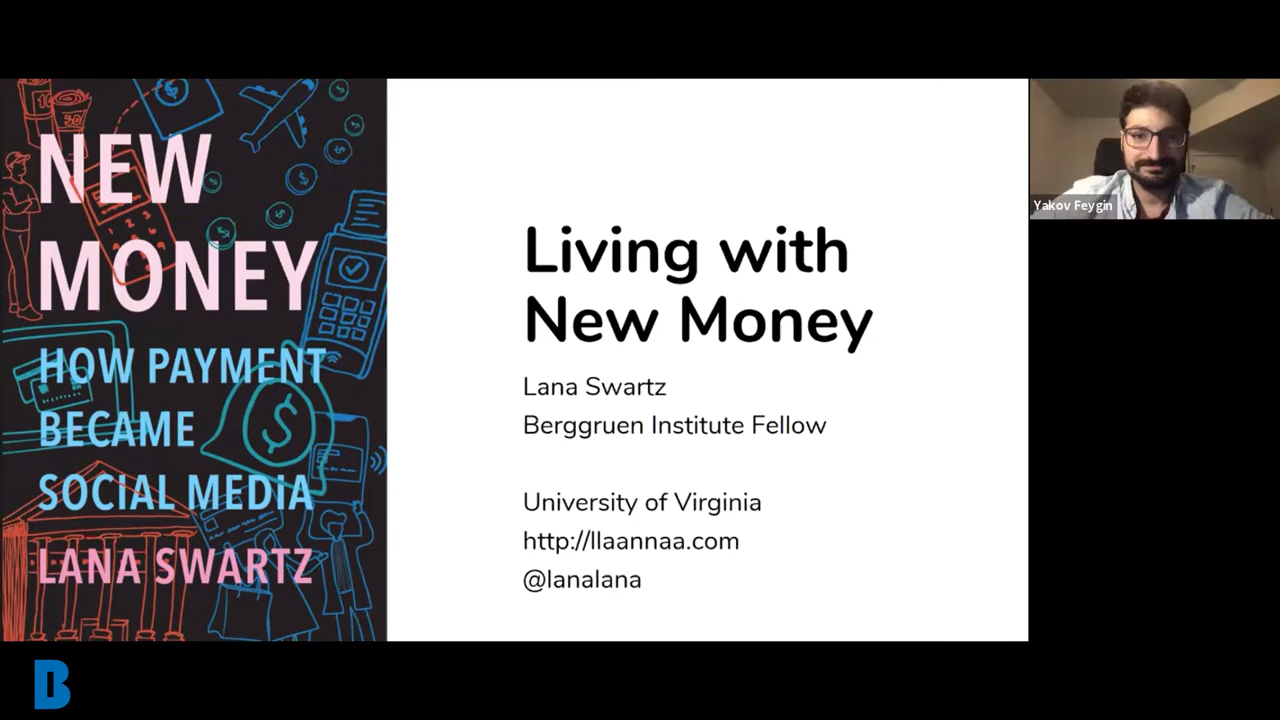 NEW
MONEY
HOW PAYMENT
BECAME
SOCIAL MEDIA
LANA SWARTZ
Living with
New Money
Lana Swartz
Berggruen Institute Fellow
University of Virginia
http://llaannaa.com
@lanalana
Yakov Feygin
B